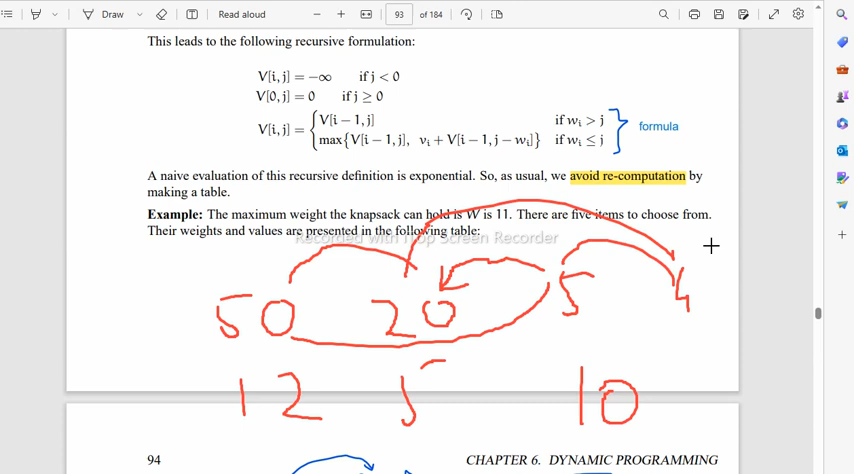 Draw Read aloud 93 of 184
This leads to the following recursive formulation:
V[i, j] = −∞ if j < 0
V[0, j] = 0 if j ≥ 0
V[i, j] = { V[i − 1, j] if wᵢ > j
max{V[i − 1, j], vᵢ + V[i − 1, j − wᵢ]} if wᵢ ≤ j } formula
A naive evaluation of this recursive definition is exponential. So, as usual, we avoid re-computation by
making a table.
Example: The maximum weight the knapsack can hold is W is 11. There are five items to choose from.
Their weights and values are presented in the following table:
50 20 5 4
12 5 10
94 CHAPTER 6. DYNAMIC PROGRAMMING